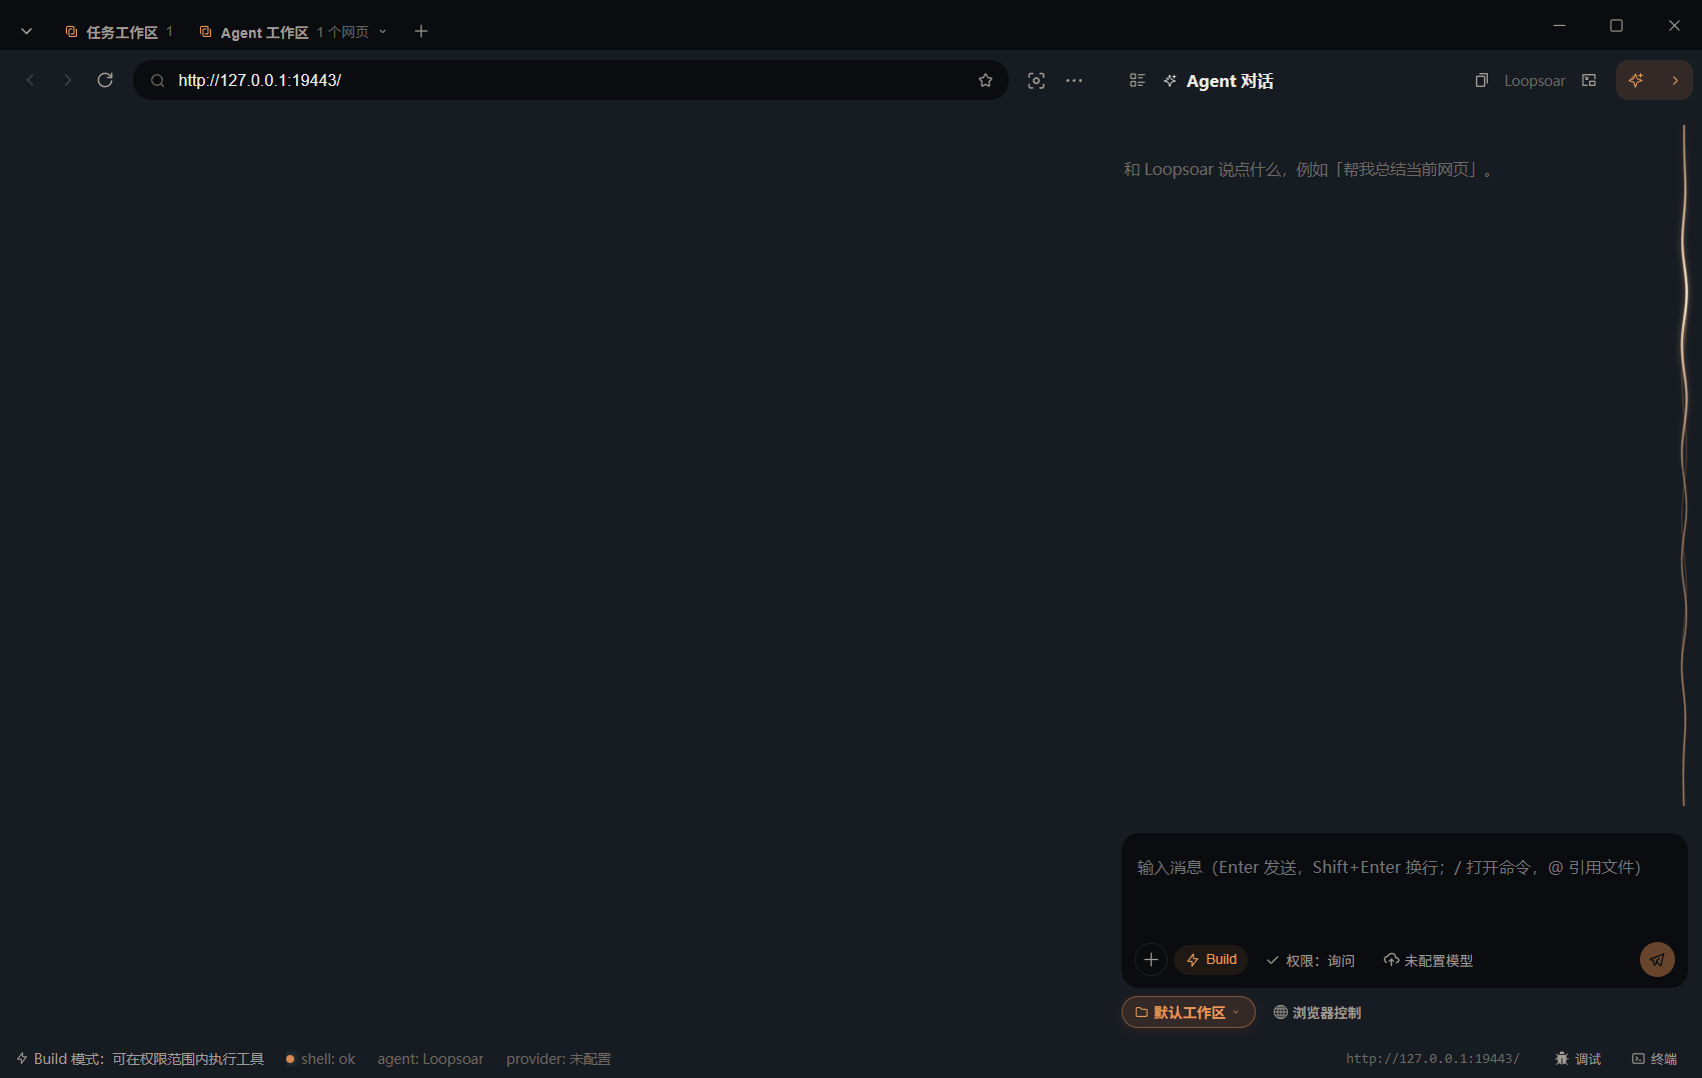 任务工作区 1 Agent 工作区 1 个网页
http://127.0.0.1:19443/
Agent 对话 Loopsoar
和 Loopsoar 说点什么，例如「帮我总结当前网页」。
输入消息（Enter 发送，Shift+Enter 换行；/ 打开命令，@ 引用文件）
Build 权限：询问 未配置模型
默认工作区 浏览器控制
Build 模式：可在权限范围内执行工具 shell: ok agent: Loopsoar provider: 未配置 http://127.0.0.1:19443/ 调试 终端